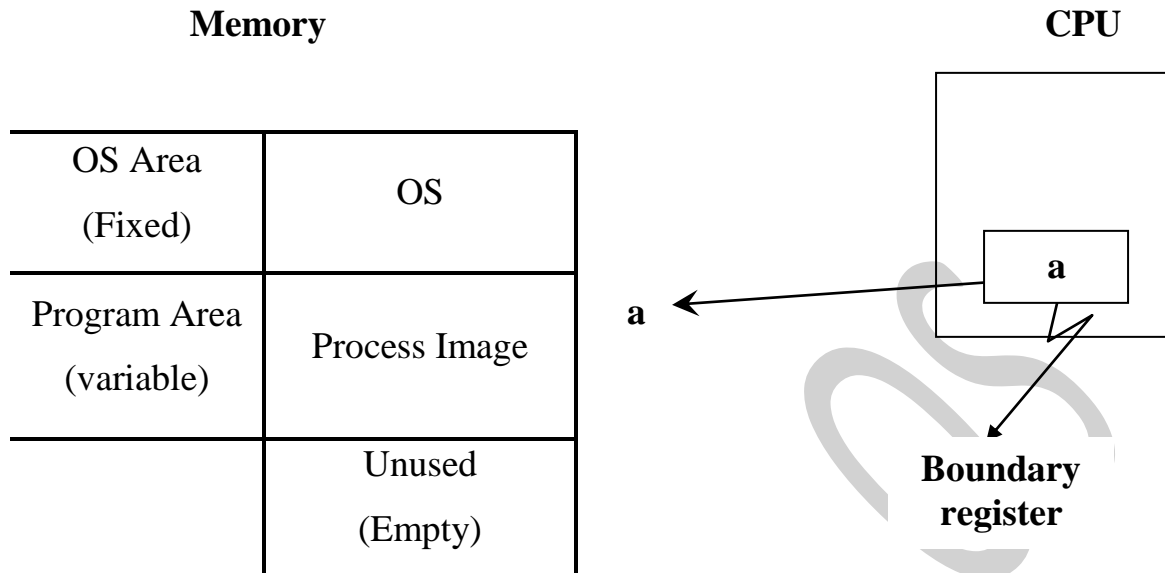 Memory
CPU
OS Area
(Fixed)
OS
Program Area
(variable)
Process Image
Unused
(Empty)
a
a
Boundary
register